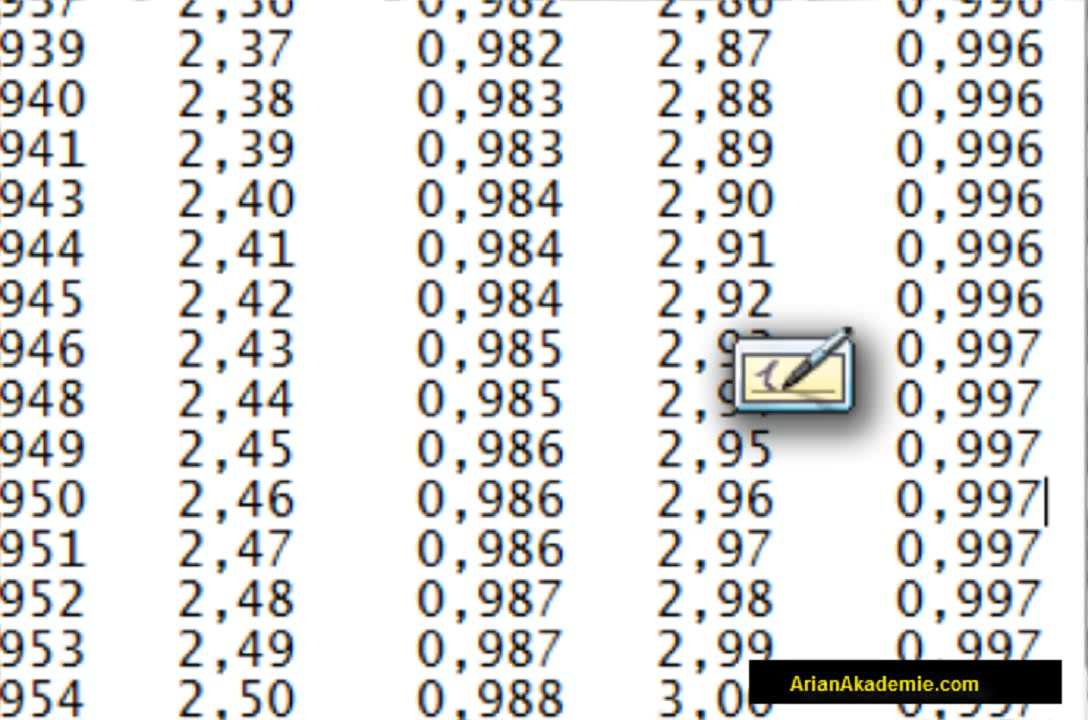 939 2,37 0,982 2,87 0,996
940 2,38 0,983 2,88 0,996
941 2,39 0,983 2,89 0,996
943 2,40 0,984 2,90 0,996
944 2,41 0,984 2,91 0,996
945 2,42 0,984 2,92 0,996
946 2,43 0,985 0,997
948 2,44 0,985 0,997
949 2,45 0,986 2,95 0,997
950 2,46 0,986 2,96 0,997
951 2,47 0,986 2,97 0,997
952 2,48 0,987 2,98 0,997
953 2,49 0,987 2,99 0,997
954 2,50 0,988
ArianAkademie.com